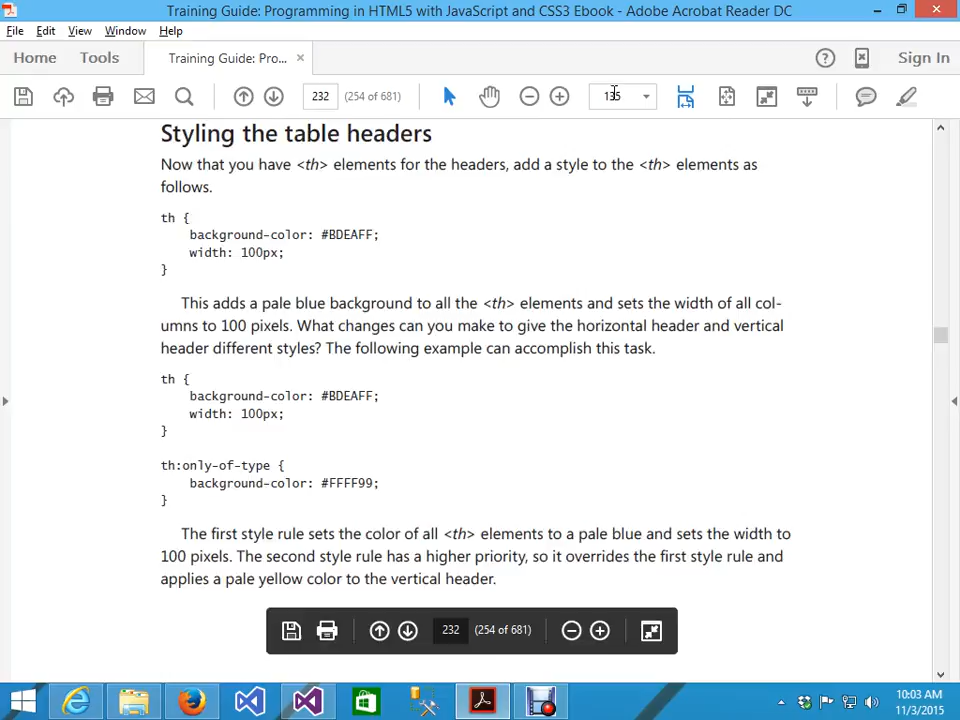 Training Guide: Programming in HTML5 with JavaScript and CSS3 Ebook - Adobe Acrobat Reader DC
File Edit View Window Help
Home Tools Training Guide: Pro... × Sign In
232 (254 of 681) 135
Styling the table headers
Now that you have <th> elements for the headers, add a style to the <th> elements as
follows.
th {
background-color: #BDEAFF;
width: 100px;
}
This adds a pale blue background to all the <th> elements and sets the width of all col-
umns to 100 pixels. What changes can you make to give the horizontal header and vertical
header different styles? The following example can accomplish this task.
th {
background-color: #BDEAFF;
width: 100px;
}
th:only-of-type {
background-color: #FFFF99;
}
The first style rule sets the color of all <th> elements to a pale blue and sets the width to
100 pixels. The second style rule has a higher priority, so it overrides the first style rule and
applies a pale yellow color to the vertical header.
232 (254 of 681)
10:03 AM
11/3/2015